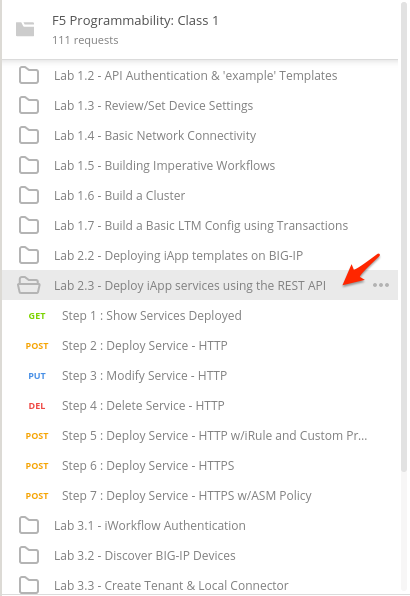 F5 Programmability: Class 1
111 requests
Lab 1.2 - API Authentication & 'example' Templates
Lab 1.3 - Review/Set Device Settings
Lab 1.4 - Basic Network Connectivity
Lab 1.5 - Building Imperative Workflows
Lab 1.6 - Build a Cluster
Lab 1.7 - Build a Basic LTM Config using Transactions
Lab 2.2 - Deploying iApp templates on BIG-IP
Lab 2.3 - Deploy iApp services using the REST API
GET Step 1 : Show Services Deployed
POST Step 2 : Deploy Service - HTTP
PUT Step 3 : Modify Service - HTTP
DEL Step 4 : Delete Service - HTTP
POST Step 5 : Deploy Service - HTTP w/iRule and Custom Pr...
POST Step 6 : Deploy Service - HTTPS
POST Step 7 : Deploy Service - HTTPS w/ASM Policy
Lab 3.1 - iWorkflow Authentication
Lab 3.2 - Discover BIG-IP Devices
Lab 3.3 - Create Tenant & Local Connector